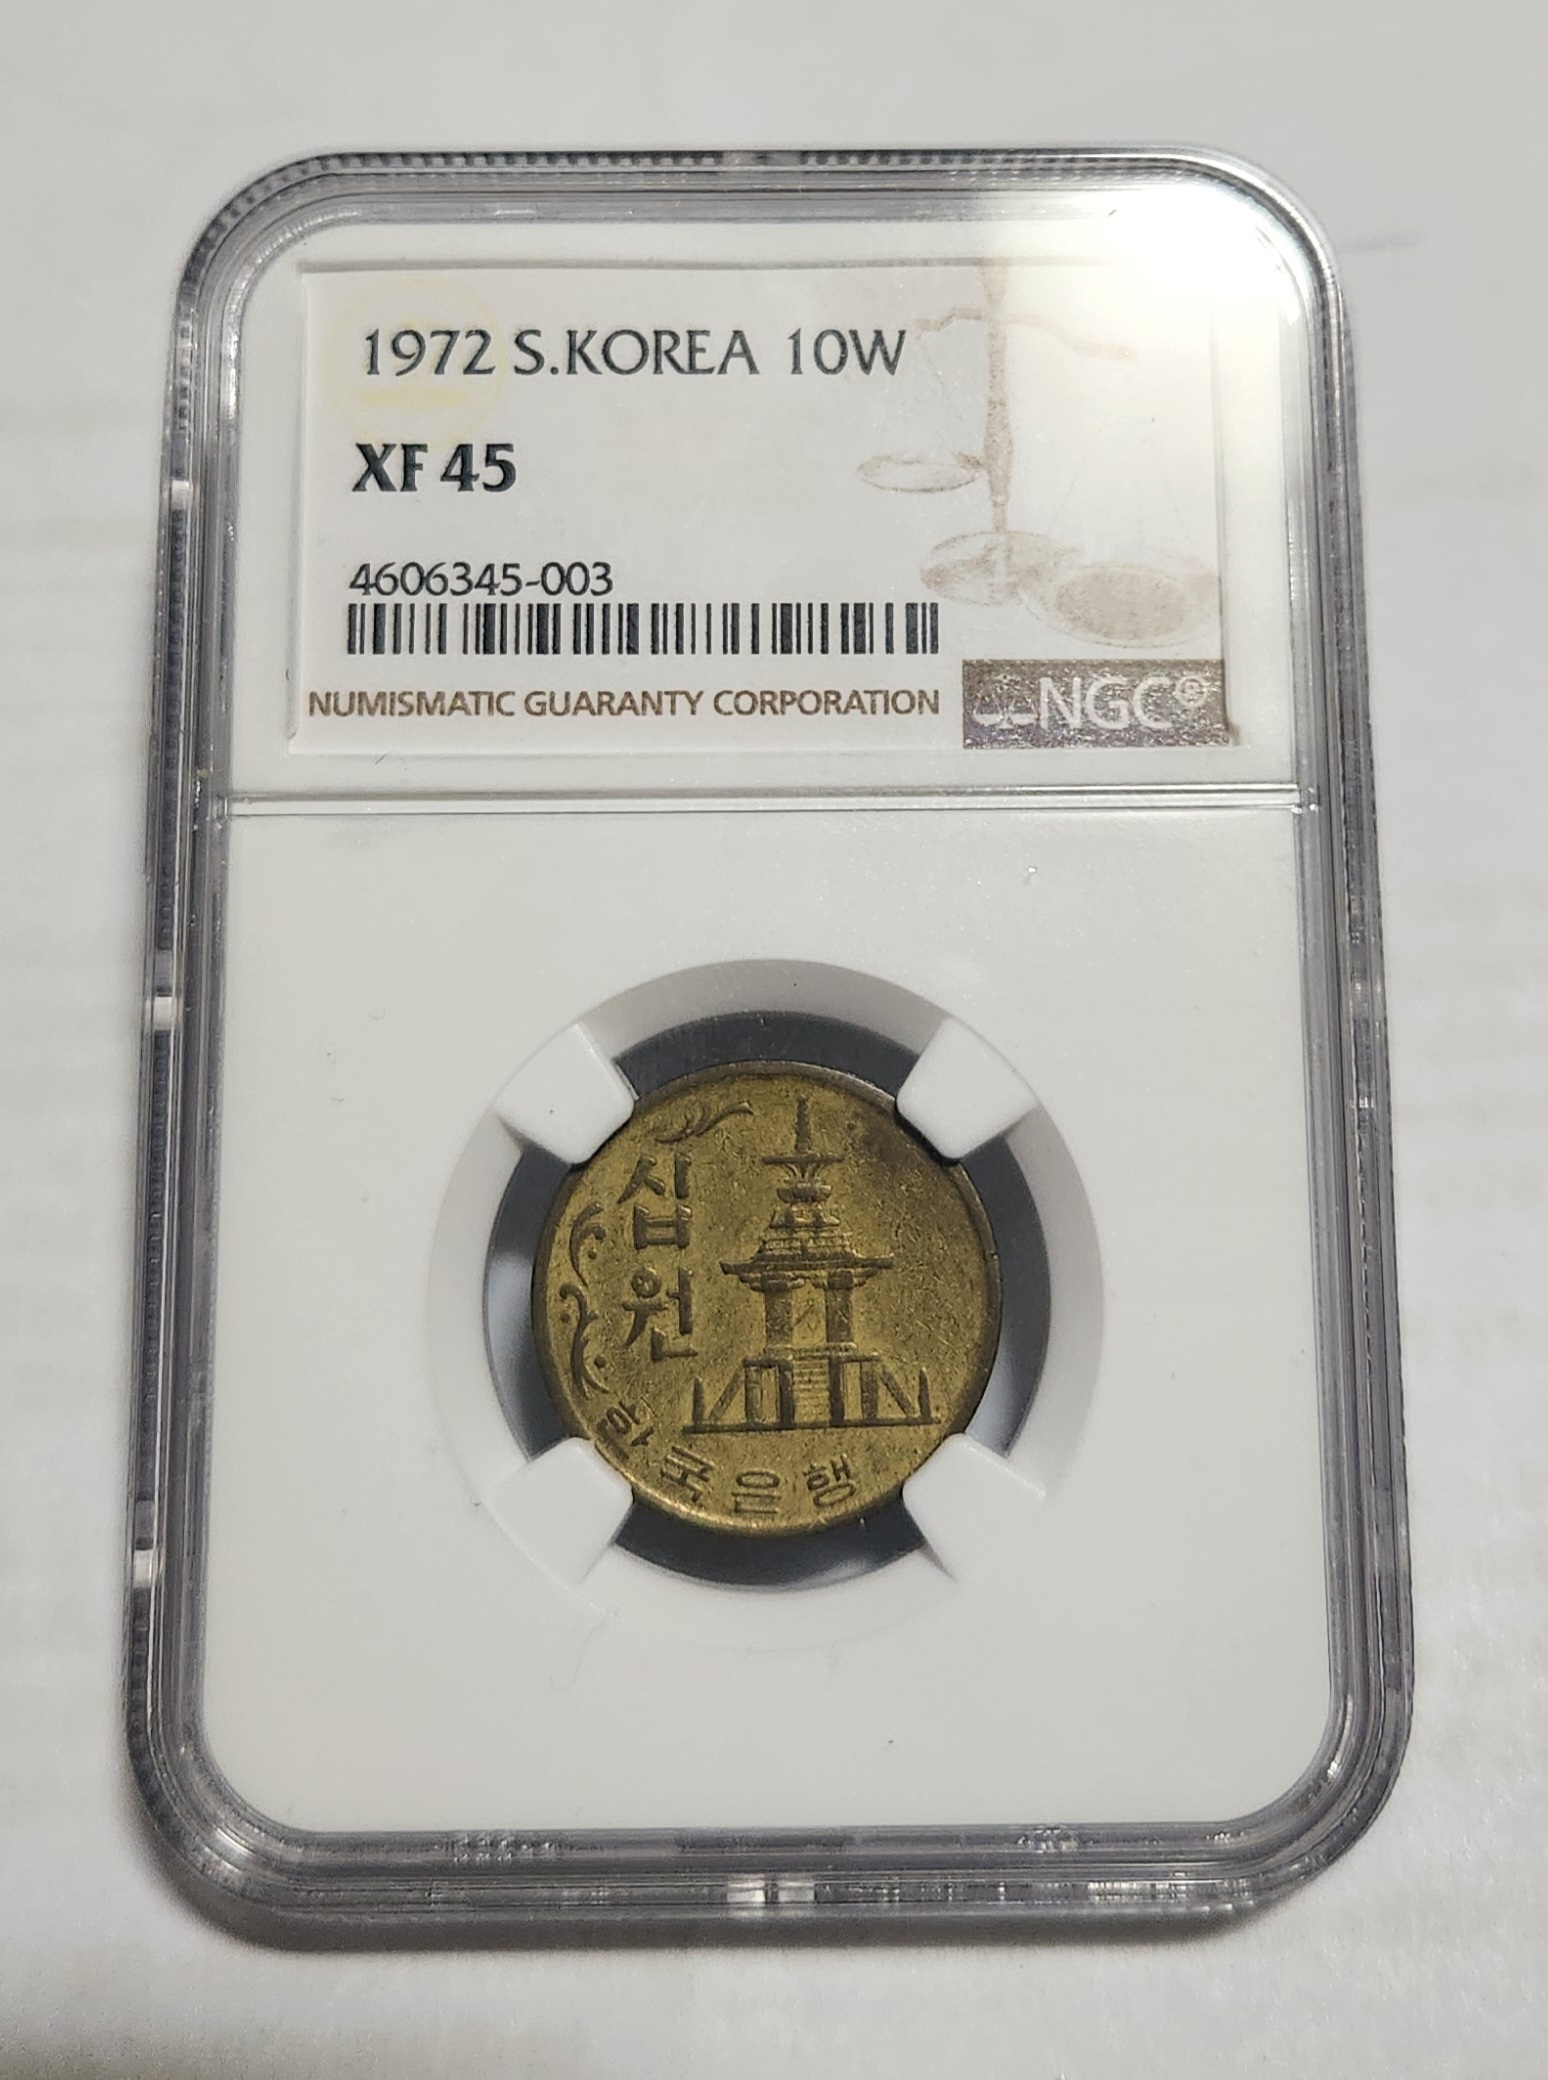 1972 S.KOREA 10W
XF 45
4606345-003
NUMISMATIC GUARANTY CORPORATION NGC®
십
원
한국은행